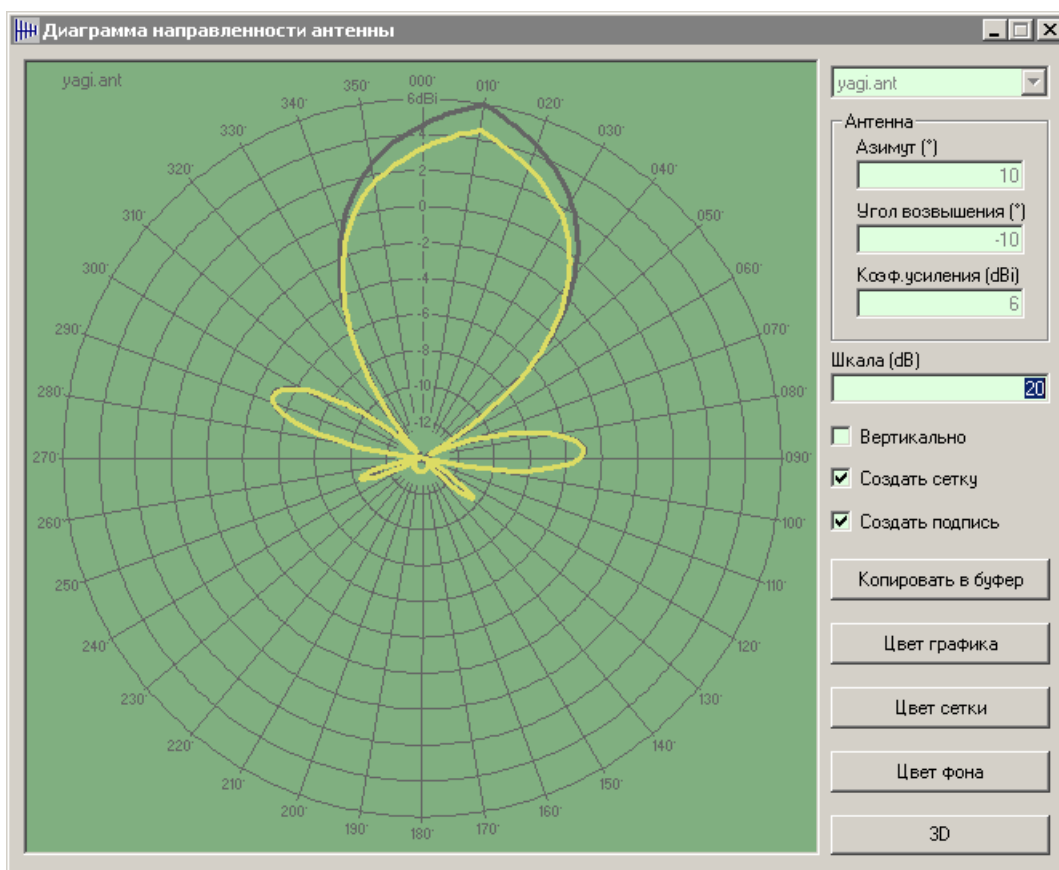 Диаграмма направленности антенны
yagi.ant
000°
010°
020°
030°
040°
050°
060°
070°
080°
090°
100°
110°
120°
130°
140°
150°
160°
170°
180°
190°
200°
210°
220°
230°
240°
250°
260°
270°
280°
290°
300°
310°
320°
330°
340°
350°
6dBi
4
2
0
-2
-4
-6
-8
-10
-12
yagi.ant
Антенна
Азимут (°)
10
Угол возвышения (°)
-10
Коэф.усиления (dBi)
6
Шкала (dB)
20
Вертикально
Создать сетку
Создать подпись
Копировать в буфер
Цвет графика
Цвет сетки
Цвет фона
3D